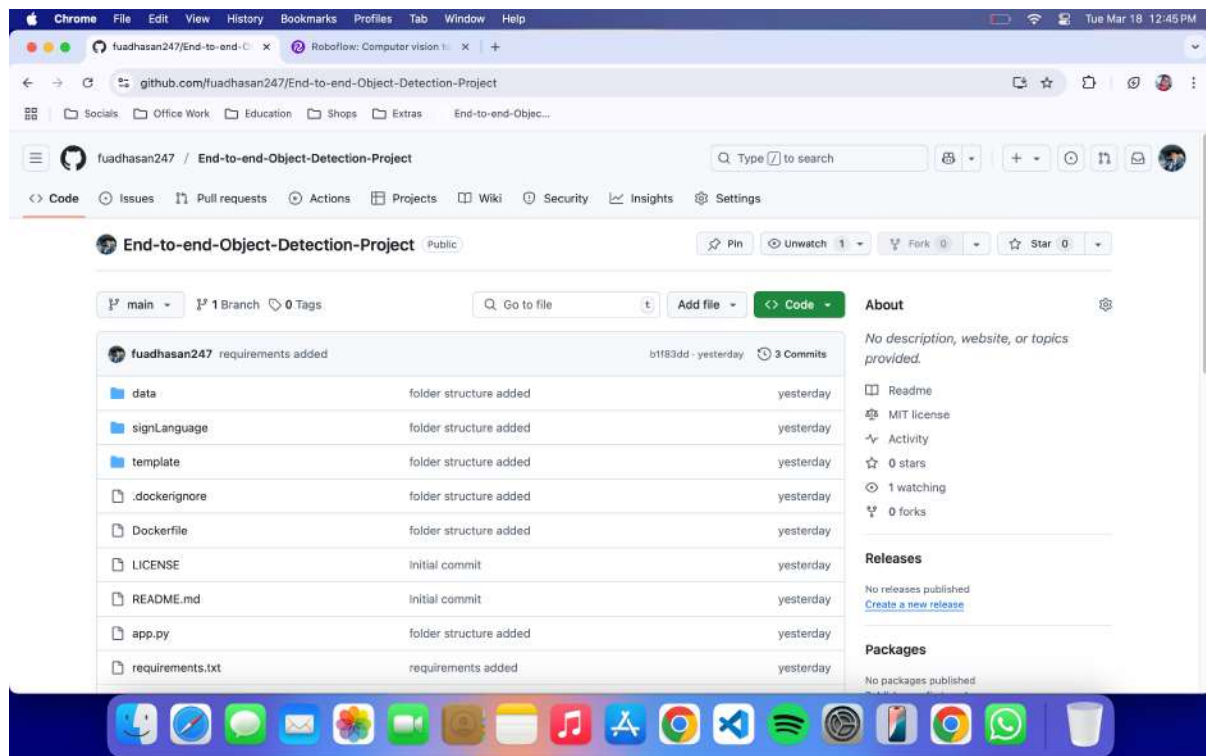 Chrome File Edit View History Bookmarks Profiles Tab Window Help Tue Mar 18 12:45 PM
fuadhasan247/End-to-end-O Roboflow: Computer vision
github.com/fuadhasan247/End-to-end-Object-Detection-Project
Socials Office Work Education Shops Extras End-to-end-Objec...
fuadhasan247 / End-to-end-Object-Detection-Project Type / to search
<> Code Issues Pull requests Actions Projects Wiki Security Insights Settings
End-to-end-Object-Detection-Project Public Pin Unwatch 1 Fork 0 Star 0
main 1 Branch 0 Tags Go to file t Add file <> Code About
No description, website, or topics
provided.
fuadhasan247 requirements added b1f83dd · yesterday 3 Commits
Readme
data folder structure added yesterday
MIT license
signLanguage folder structure added yesterday
Activity
template folder structure added yesterday
0 stars
.dockerignore folder structure added yesterday
1 watching
0 forks
Dockerfile folder structure added yesterday
LICENSE Initial commit yesterday
Releases
No releases published
README.md Initial commit yesterday
Create a new release
app.py folder structure added yesterday
Packages
requirements.txt requirements added yesterday
No packages published